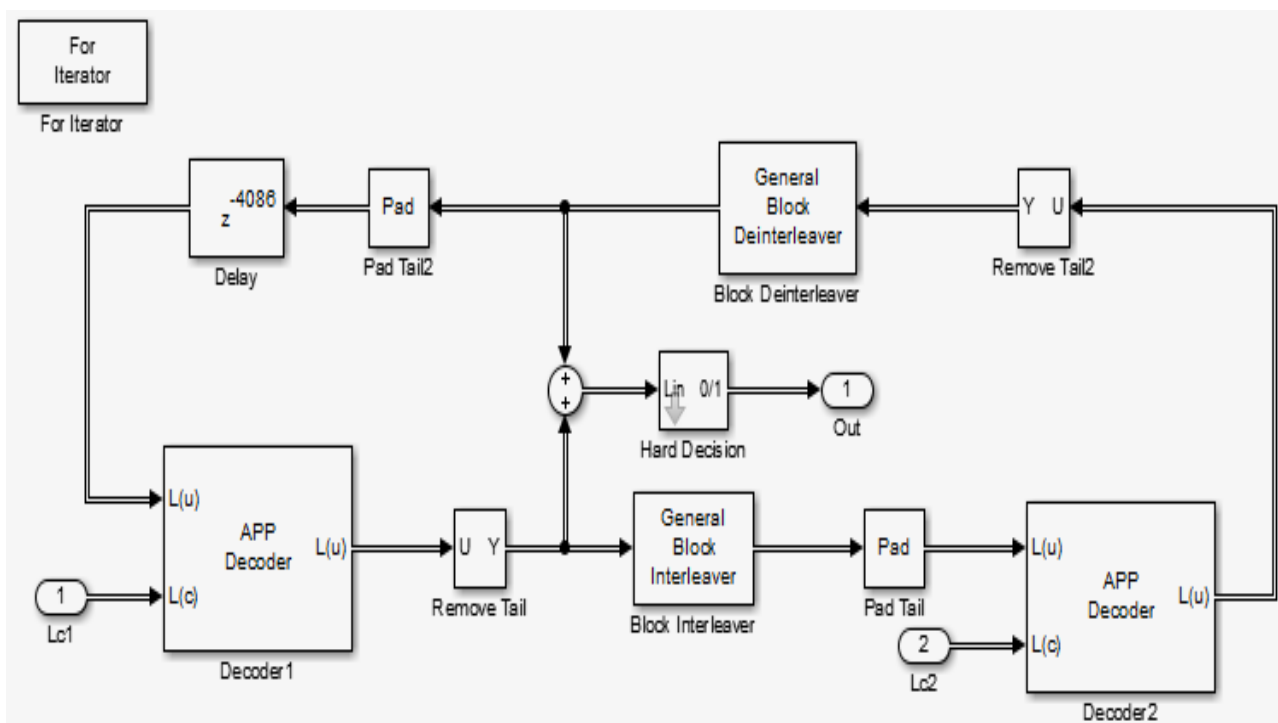 For
Iterator
For Iterator
-4086
z
Delay
Pad
Pad Tail2
General
Block
Deinterleaver
Block Deinterleaver
Y U
Remove Tail2
+
+
Lin 0/1
Hard Decision
1
Out
L(u)
APP
Decoder
L(u)
L(c)
Decoder1
1
Lc1
U Y
Remove Tail
General
Block
Interleaver
Block Interleaver
Pad
Pad Tail
L(u)
APP
Decoder
L(u)
L(c)
Decoder2
2
Lc2